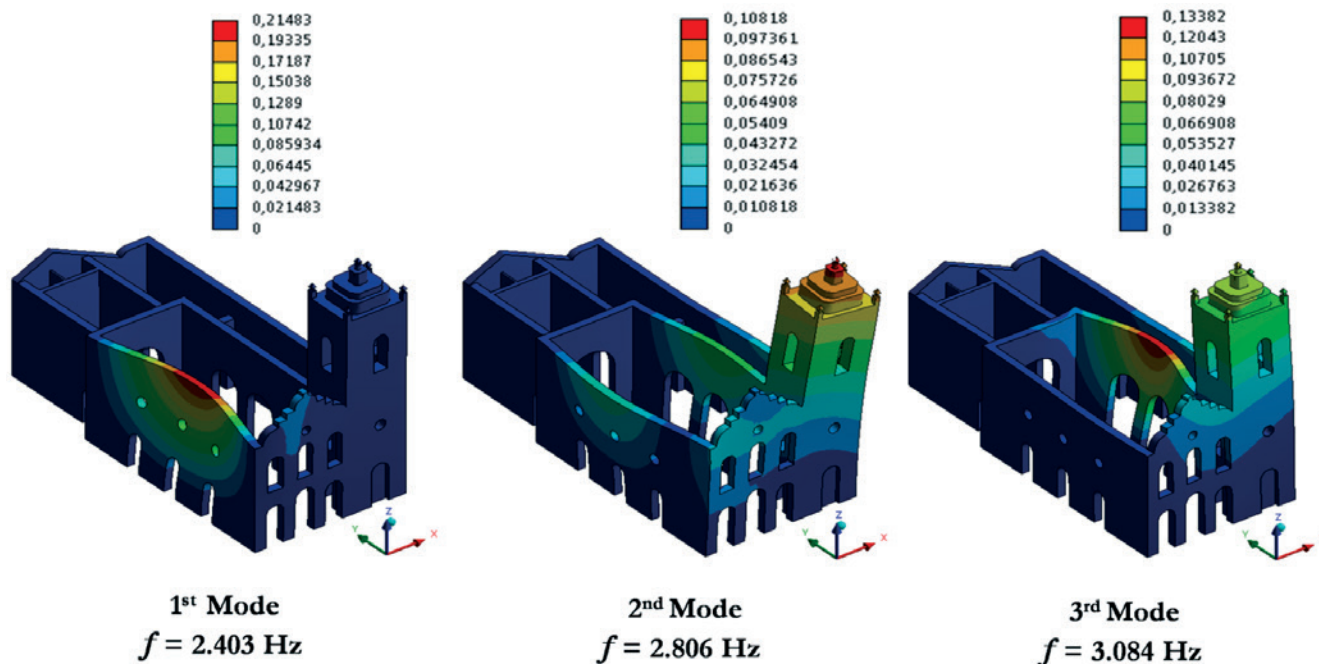 0,21483
0,19335
0,17187
0,15038
0,1289
0,10742
0,085934
0,06445
0,042967
0,021483
0
0,10818
0,097361
0,086543
0,075726
0,064908
0,05409
0,043272
0,032454
0,021636
0,010818
0
0,13382
0,12043
0,10705
0,093672
0,08029
0,066908
0,053527
0,040145
0,026763
0,013382
0
Z
Y
X
Z
Y
X
Z
Y
1st Mode
f = 2.403 Hz
2nd Mode
f = 2.806 Hz
3rd Mode
f = 3.084 Hz